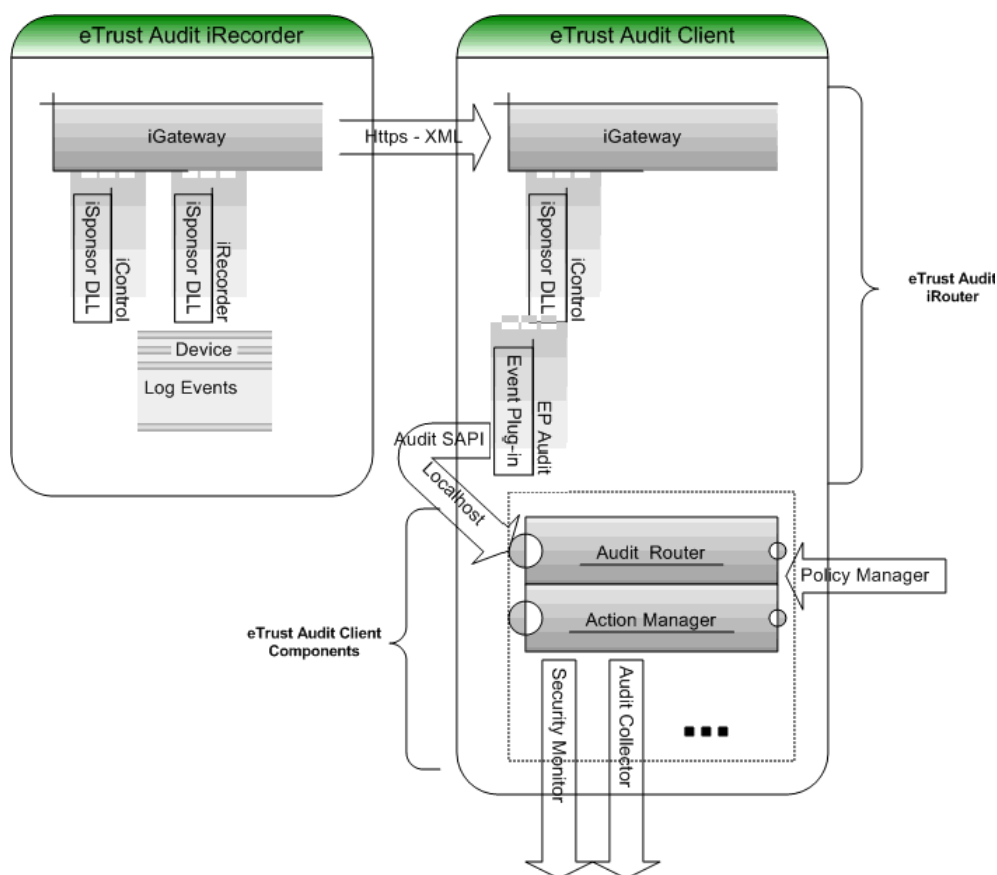 eTrust Audit iRecorder
iGateway
iSponsor DLL
iControl
iSponsor DLL
iRecorder
Device
Log Events
Https - XML
eTrust Audit Client
iGateway
iSponsor DLL
iControl
Event Plug-in
EP Audit
eTrust Audit
iRouter
Audit SAPI
Localhost
Audit Router
Action Manager
Policy Manager
eTrust Audit Client
Components
Security Monitor
Audit Collector